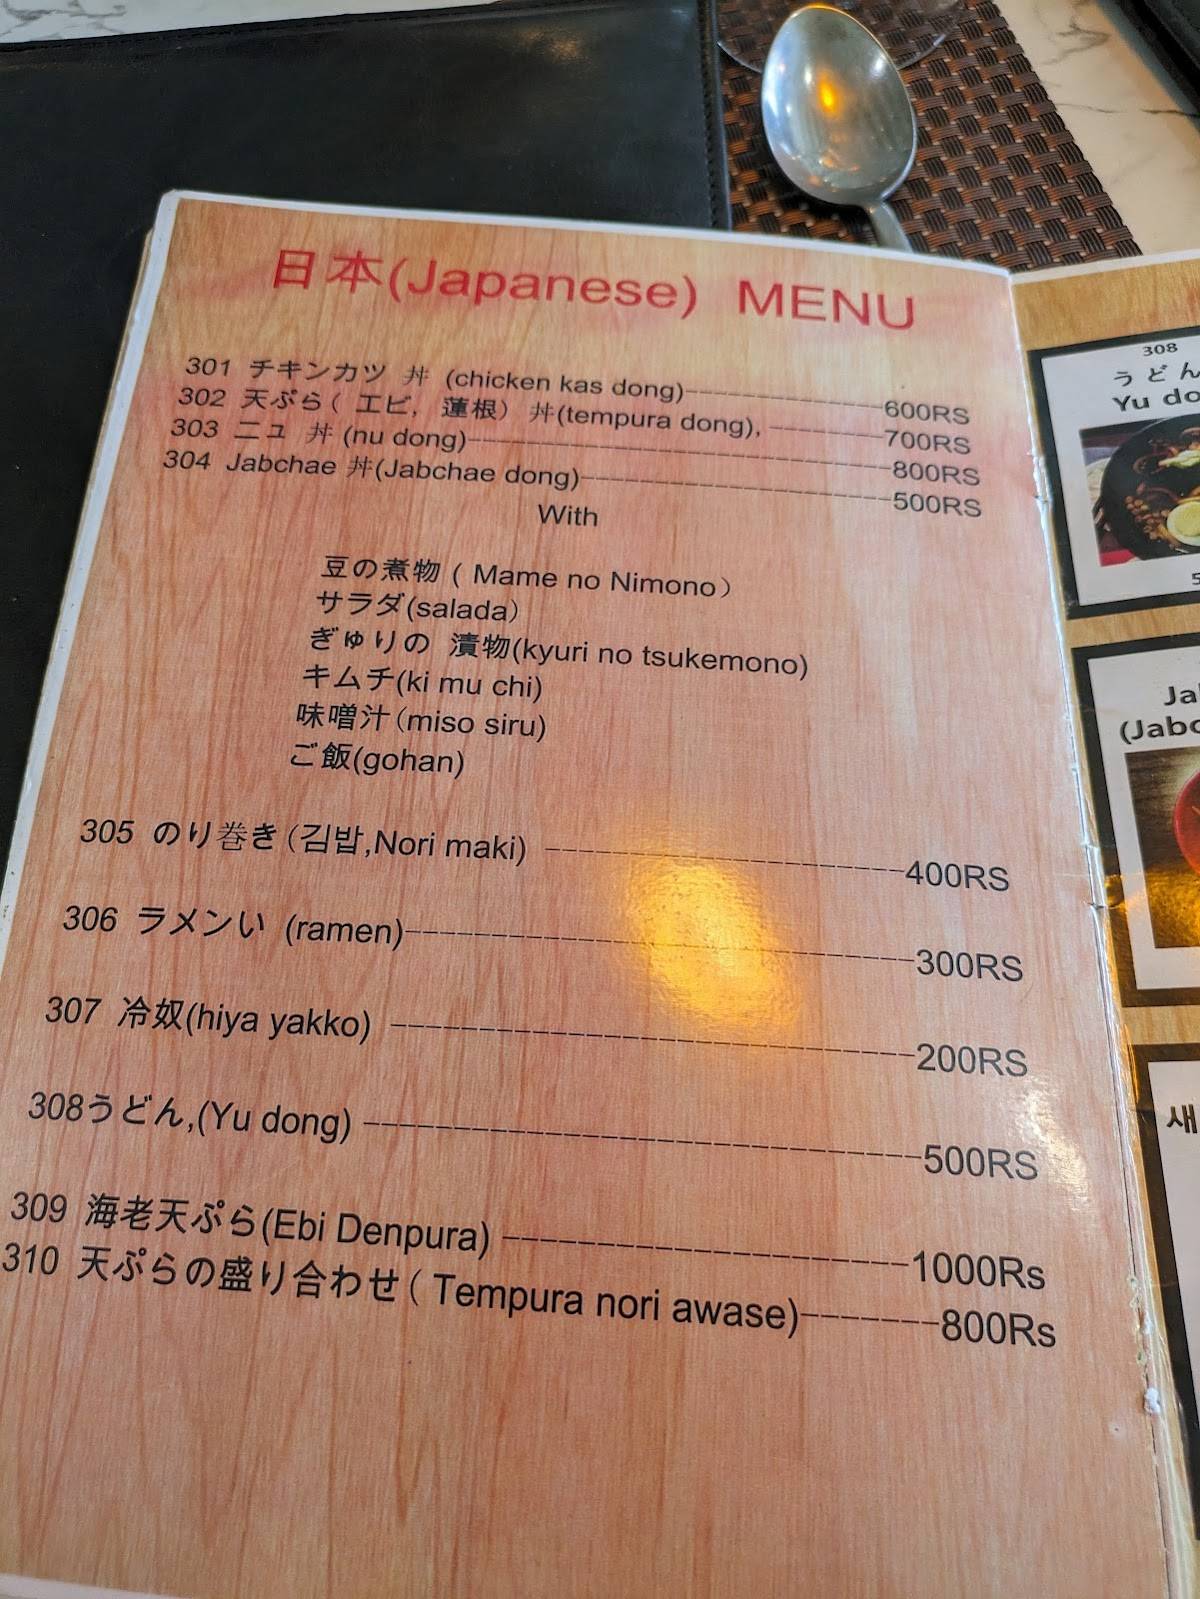 日本(Japanese) MENU
301 チキンカツ 丼 (chicken kas dong)--------------------600RS
302 天ぷら( エビ, 蓮根) 丼(tempura dong), -----------700RS
303 ニュ 丼 (nu dong)------------------------------------------800RS
304 Jabchae 丼(Jabchae dong)-------------------------------500RS
With
豆の煮物 ( Mame no Nimono)
サラダ(salada)
ぎゅりの 漬物(kyuri no tsukemono)
キムチ(ki mu chi)
味噌汁(miso siru)
ご飯(gohan)
305 のり巻き(김밥,Nori maki) -------------------------------400RS
306 ラメンい (ramen)--------------------------------------------300RS
307 冷奴(hiya yakko) --------------------------------------------200RS
308うどん,(Yu dong) ----------------------------------------------500RS
309 海老天ぷら(Ebi Denpura) --------------------------------1000Rs
310 天ぷらの盛り合わせ( Tempura nori awase)---------800Rs
308
うどん
Yu do
5
Ja
(Jabc
새